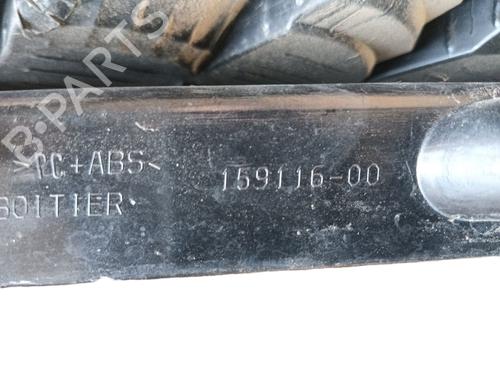 B-PARTS
>PC+ABS<
BOITIER
159116-00